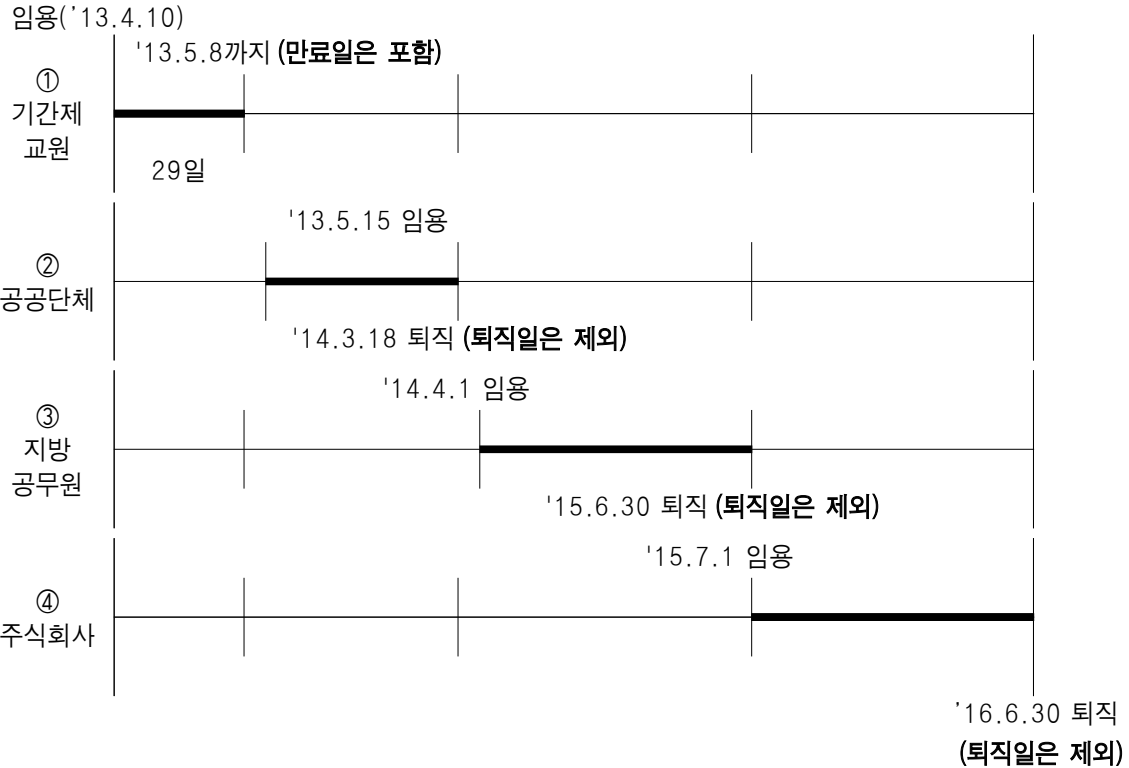 임용('13.4.10)
'13.5.8까지 (만료일은 포함)
①
기간제
교원
29일
'13.5.15 임용
②
공공단체
'14.3.18 퇴직 (퇴직일은 제외)
'14.4.1 임용
③
지방
공무원
'15.6.30 퇴직 (퇴직일은 제외)
'15.7.1 임용
④
주식회사
'16.6.30 퇴직
(퇴직일은 제외)